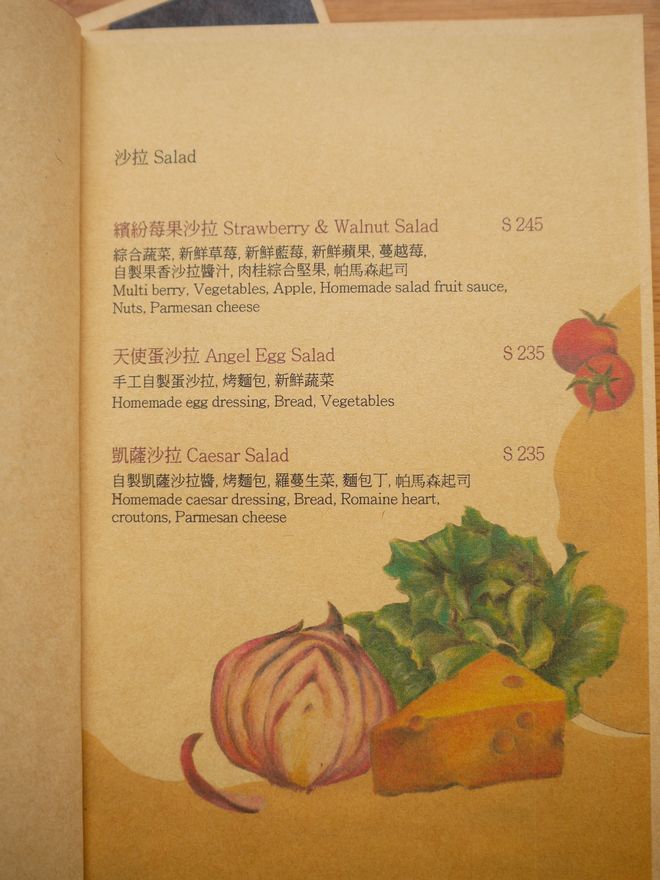 沙拉 Salad
繽紛莓果沙拉 Strawberry & Walnut Salad $ 245
綜合蔬菜, 新鮮草莓, 新鮮藍莓, 新鮮蘋果, 蔓越莓,
自製果香沙拉醬汁, 肉桂綜合堅果, 帕馬森起司
Multi berry, Vegetables, Apple, Homemade salad fruit sauce,
Nuts, Parmesan cheese
天使蛋沙拉 Angel Egg Salad $ 235
手工自製蛋沙拉, 烤麵包, 新鮮蔬菜
Homemade egg dressing, Bread, Vegetables
凱薩沙拉 Caesar Salad $ 235
自製凱薩沙拉醬, 烤麵包, 羅蔓生菜, 麵包丁, 帕馬森起司
Homemade caesar dressing, Bread, Romaine heart,
croutons, Parmesan cheese